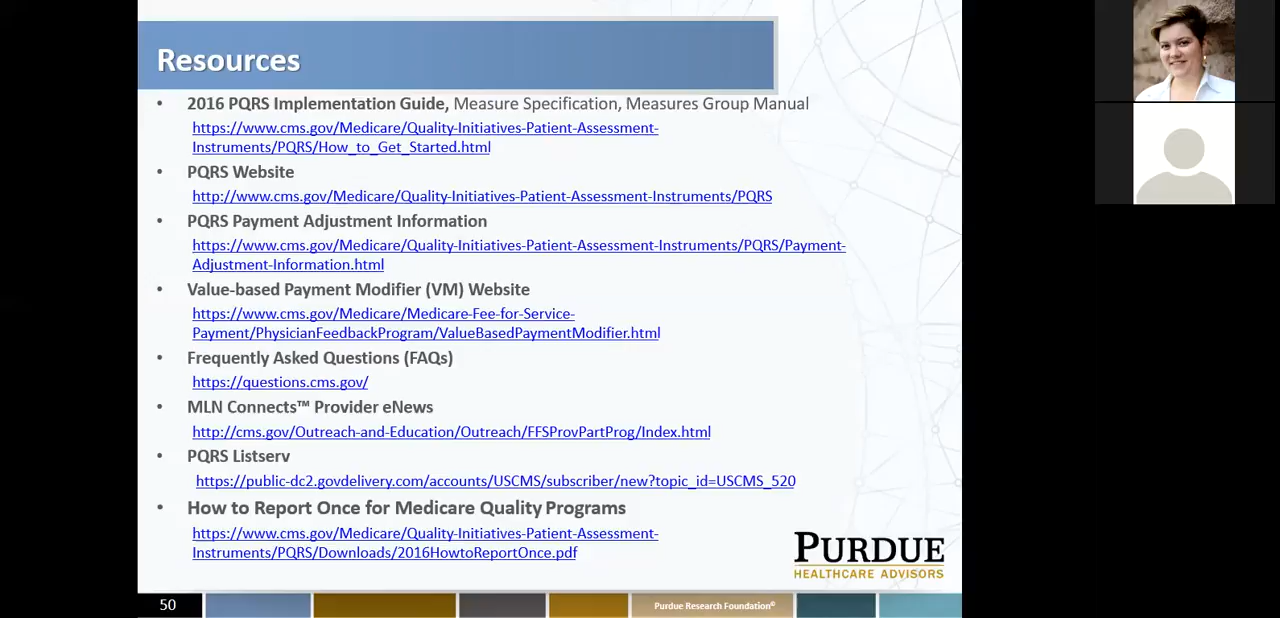 Resources
• 2016 PQRS Implementation Guide, Measure Specification, Measures Group Manual
https://www.cms.gov/Medicare/Quality-Initiatives-Patient-Assessment-
Instruments/PQRS/How_to_Get_Started.html
• PQRS Website
http://www.cms.gov/Medicare/Quality-Initiatives-Patient-Assessment-Instruments/PQRS
• PQRS Payment Adjustment Information
https://www.cms.gov/Medicare/Quality-Initiatives-Patient-Assessment-Instruments/PQRS/Payment-
Adjustment-Information.html
• Value-based Payment Modifier (VM) Website
https://www.cms.gov/Medicare/Medicare-Fee-for-Service-
Payment/PhysicianFeedbackProgram/ValueBasedPaymentModifier.html
• Frequently Asked Questions (FAQs)
https://questions.cms.gov/
• MLN Connects™ Provider eNews
http://cms.gov/Outreach-and-Education/Outreach/FFSProvPartProg/Index.html
• PQRS Listserv
https://public-dc2.govdelivery.com/accounts/USCMS/subscriber/new?topic_id=USCMS_520
• How to Report Once for Medicare Quality Programs
https://www.cms.gov/Medicare/Quality-Initiatives-Patient-Assessment-
Instruments/PQRS/Downloads/2016HowtoReportOnce.pdf
PURDUE
HEALTHCARE ADVISORS
50
Purdue Research Foundation©